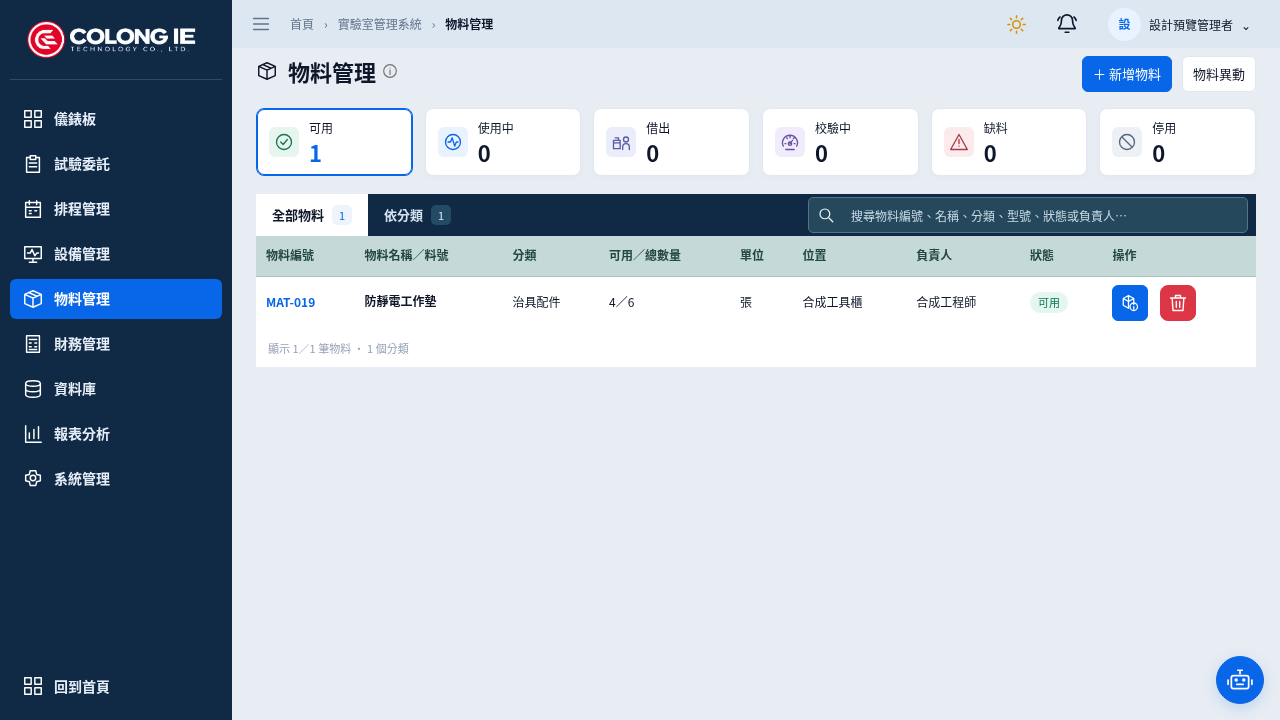 COLONG IE
TECHNOLOGY CO., LTD.
儀錶板
試驗委託
排程管理
設備管理
物料管理
財務管理
資料庫
報表分析
系統管理
回到首頁
首頁 › 實驗室管理系統 › 物料管理
設 設計預覽管理者
物料管理
+ 新增物料 物料異動
可用 1
使用中 0
借出 0
校驗中 0
缺料 0
停用 0
全部物料 1 依分類 1 搜尋物料編號、名稱、分類、型號、狀態或負責人…
物料編號 物料名稱／料號 分類 可用／總數量 單位 位置 負責人 狀態 操作
MAT-019 防靜電工作墊 治具配件 4／6 張 合成工具櫃 合成工程師 可用
顯示 1／1 筆物料 · 1 個分類